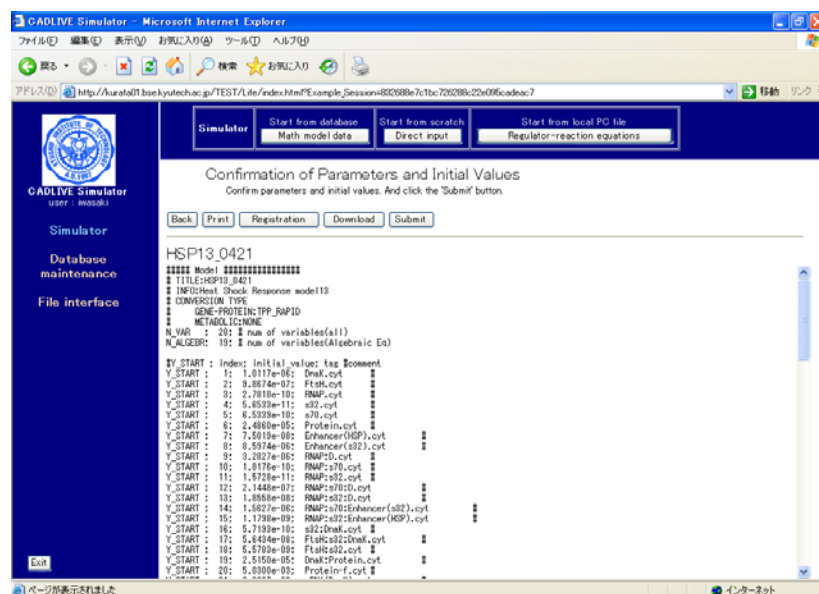 CADLIVE Simulator - Microsoft Internet Explorer
ファイル(F) 編集(E) 表示(V) お気に入り(A) ツール(T) ヘルプ(H)
戻る 検索 お気に入り
アドレス(D) http://kurata01.bse.kyutech.ac.jp/TEST/Life/index.html?Example_Session=832688e7c1bc726288c22e095cadeac7 移動 リンク
Simulator
Start from database Start from scratch Start from local PC file
Math model data Direct input Regulator-reaction equations
CADLIVE Simulator
user : iwasaki
Simulator
Database
maintenance
File interface
Exit
Confirmation of Parameters and Initial Values
Confirm parameters and initial values. And click the 'Submit' button.
Back Print Registration Download Submit
HSP13_0421
##### Model ################
# TITLE:HSP13_0421
# INFO:Heat Shock Response model13
# CONVERSION TYPE
# GENE-PROTEIN:TPP_RAPID
# METABOLIC:NONE
N_VAR : 28: # num of variables(all)
N_ALGEBR: 19: # num of variables(Algebraic Eq)
#Y_START : index: initial_value: tag #comment
Y_START : 1: 1.0117e-06: DnaK.cyt #
Y_START : 2: 9.8674e-07: FtsH.cyt #
Y_START : 3: 2.7818e-10: RNAP.cyt #
Y_START : 4: 5.6533e-11: s32.cyt #
Y_START : 5: 6.5339e-10: s70.cyt #
Y_START : 6: 2.4860e-05: Protein.cyt #
Y_START : 7: 7.5019e-08: Enhancer(HSP).cyt #
Y_START : 8: 8.5974e-06: Enhancer(s32).cyt #
Y_START : 9: 3.2827e-06: RNAP:D.cyt #
Y_START : 10: 1.8176e-10: RNAP:s70.cyt #
Y_START : 11: 1.5728e-11: RNAP:s32.cyt #
Y_START : 12: 2.1448e-07: RNAP:s70:D.cyt #
Y_START : 13: 1.8558e-08: RNAP:s32:D.cyt #
Y_START : 14: 1.5627e-06: RNAP:s70:Enhancer(s32).cyt #
Y_START : 15: 1.1798e-09: RNAP:s32:Enhancer(HSP).cyt #
Y_START : 16: 5.7193e-10: s32:DnaK.cyt #
Y_START : 17: 5.6434e-08: FtsH:s32:DnaK.cyt #
Y_START : 18: 5.5783e-09: FtsH:s32.cyt #
Y_START : 19: 2.5150e-05: DnaK:Protein.cyt #
Y_START : 20: 5.0300e-03: Protein-f.cyt #
ページが表示されました インターネット